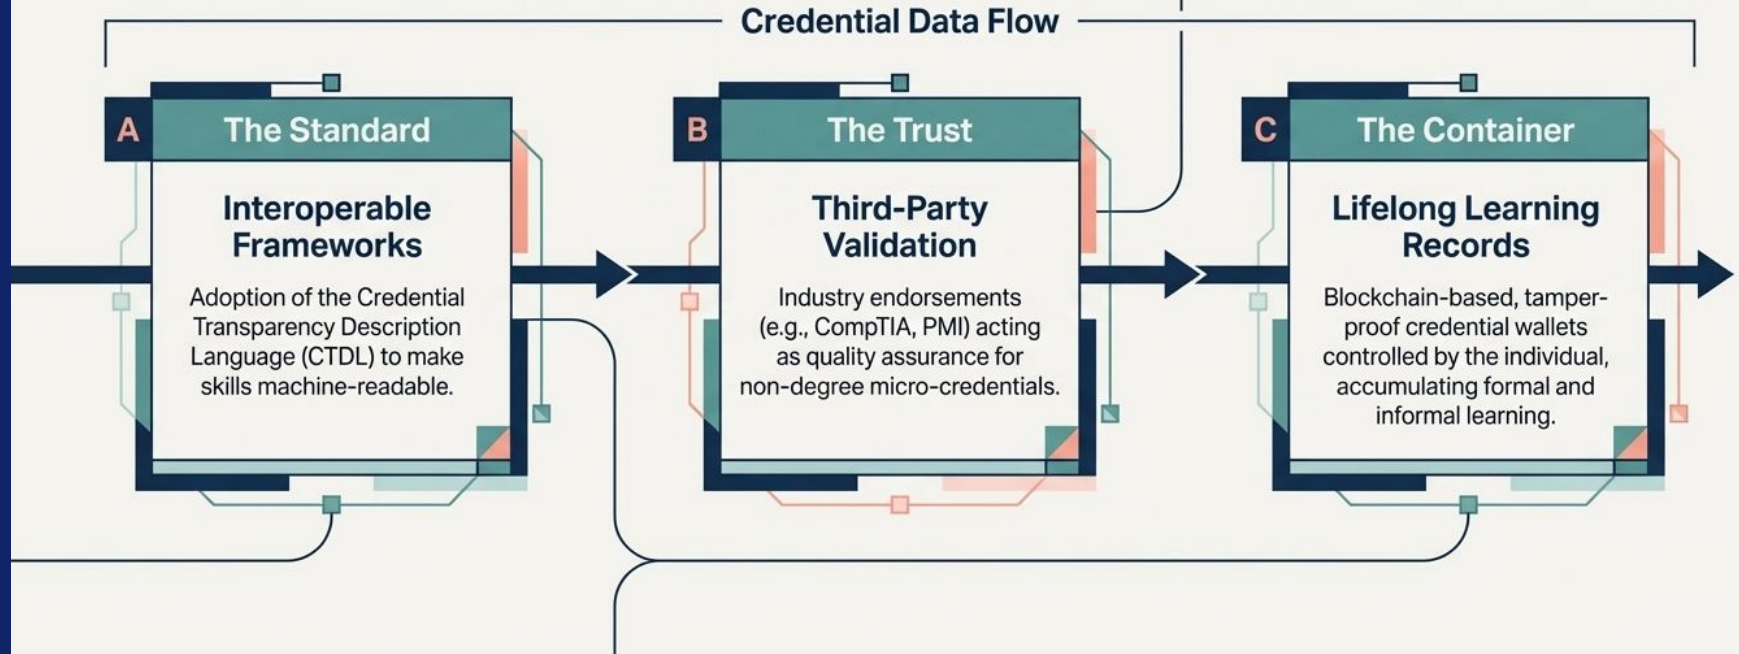 Credential Data Flow
A
The Standard
Interoperable
Frameworks
Adoption of the Credential
Transparency Description
Language (CTDL) to make
skills machine-readable.
B
The Trust
Third-Party
Validation
Industry endorsements
(e.g., CompTIA, PMI) acting
as quality assurance for
non-degree micro-credentials.
C
The Container
Lifelong Learning
Records
Blockchain-based, tamper-
proof credential wallets
controlled by the individual,
accumulating formal and
informal learning.